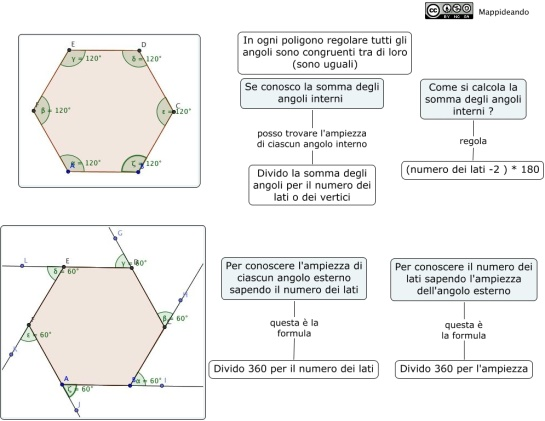 Mappideando
In ogni poligono regolare tutti gli
angoli sono congruenti tra di loro
(sono uguali)
Se conosco la somma degli
angoli interni
posso trovare l'ampiezza
di ciascun angolo interno
Divido la somma degli
angoli per il numero dei
lati o dei vertici
Come si calcola la
somma degli angoli
interni ?
regola
(numero dei lati -2 ) * 180
E
D
γ = 120°
δ = 120°
C
β = 120°
ε = 120°
A
= 120°
ζ = 120°
G
L
E
D
δ = 60°
γ = 60°
H
β = 60°
ε = 60°
K
A
α = 60°
I
ζ = 60°
J
Per conoscere l'ampiezza di
ciascun angolo esterno
sapendo il numero dei lati
questa è la
formula
Divido 360 per il numero dei lati
Per conoscere il numero dei
lati sapendo l'ampiezza
dell'angolo esterno
questa è
la formula
Divido 360 per l'ampiezza